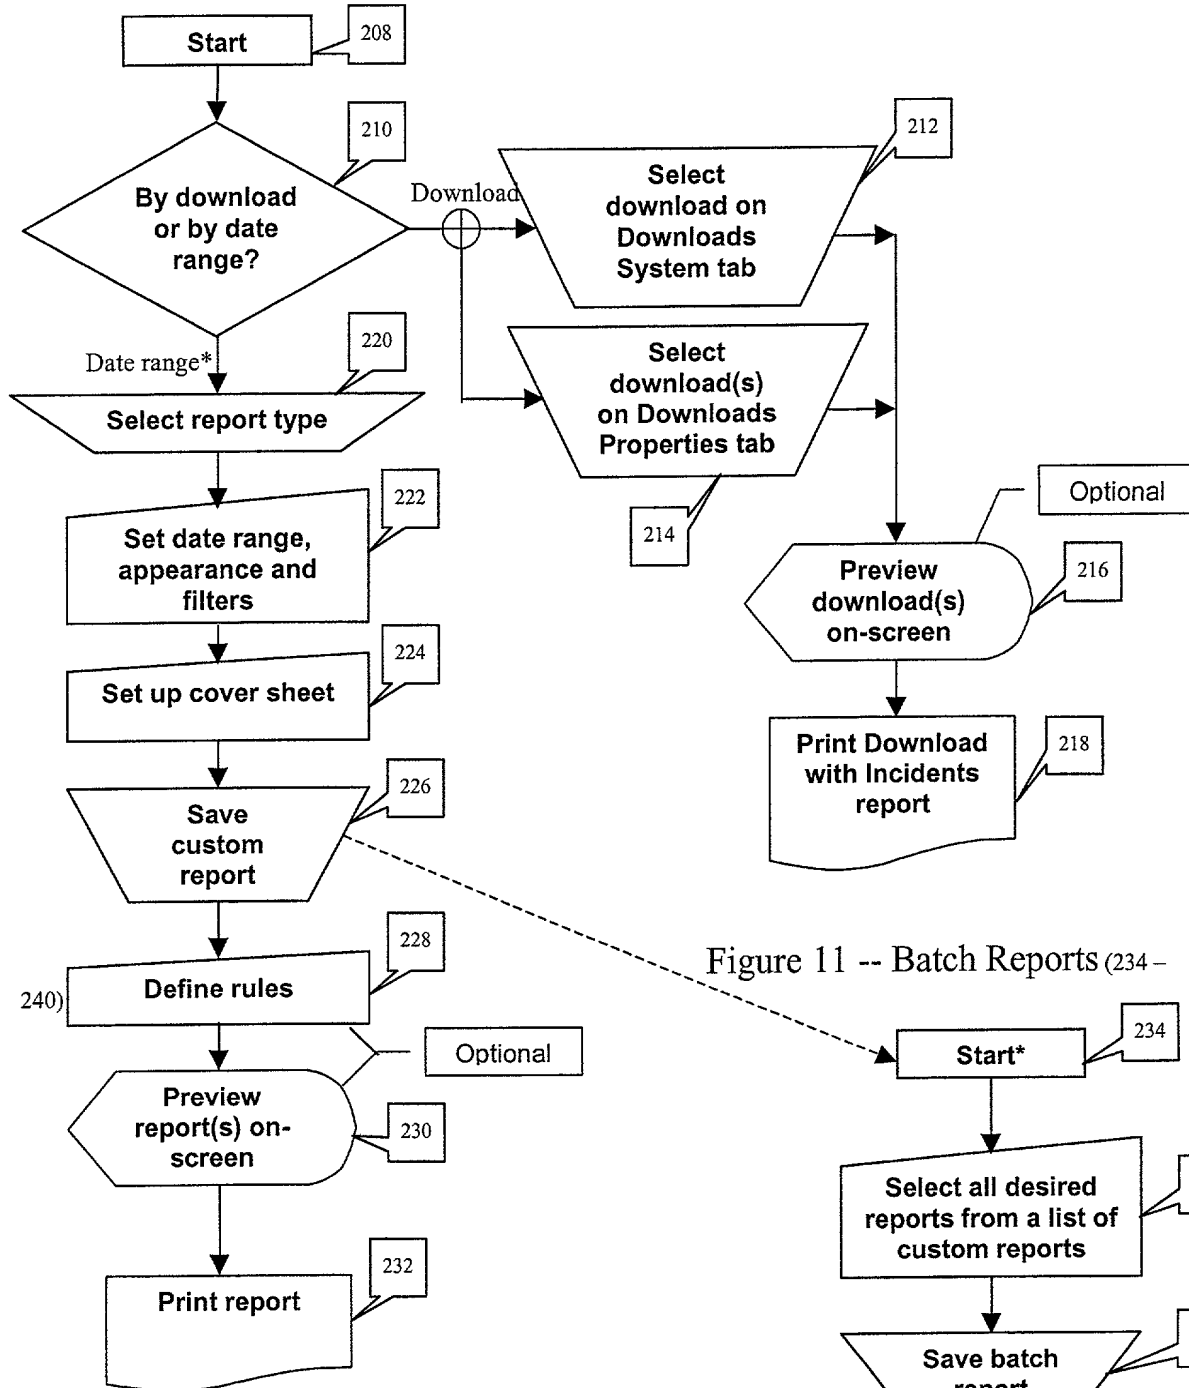 Start
208
210
By download
or by date
range?
Download
212
Select
download on
Downloads
System tab
Date range*
220
Select report type
Select
download(s)
on Downloads
Properties tab
214
222
Set date range,
appearance and
filters
Optional
Preview
download(s)
on-screen
216
224
Set up cover sheet
Print Download
with Incidents
report
218
226
Save
custom
report
228
Define rules
Figure 11 -- Batch Reports (234 –
240)
Optional
Start*
234
Preview
report(s) on-
screen
230
Select all desired
reports from a list of
custom reports
232
Print report
Save batch
report